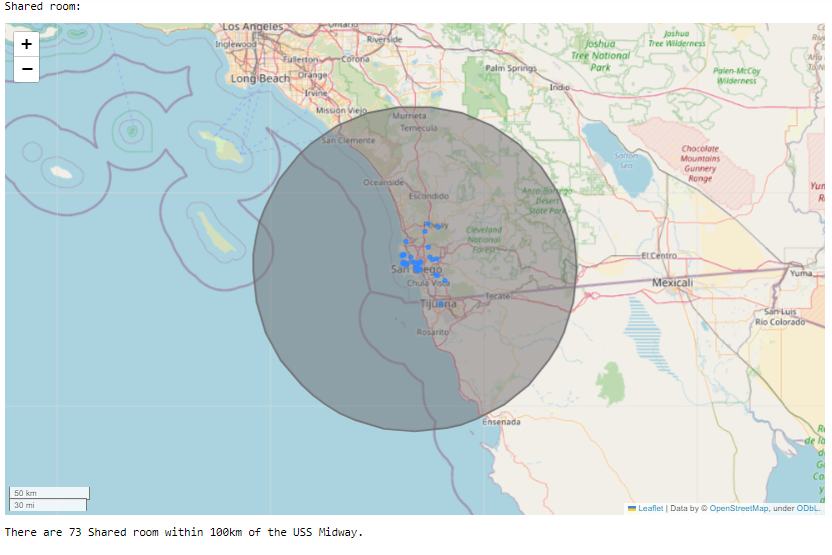 Shared room:
Los Angeles
Ontario
Inglewood
Riverside
Fullerton
Corona
Long Beach
Orange
Irvine
Mission Viejo
Murrieta
Temecula
San Clemente
Palm Springs
Joshua
Tree National
Park
Joshua
Tree Wilderness
Palen-McCoy
Wilderness
Indio
Salton
Sea
Chocolate
Mountains
Gunnery
Range
Oceanside
Escondido
Anza-Borrego
Desert State
Park
Poway
Cleveland
National
Forest
San Diego
Chula Vista
El Centro
Yuma
Mexicali
Tijuana
Tecate
San Luis
Rio Colorado
Rosarito
Ensenada
+
−
50 km
30 mi
Leaflet | Data by © OpenStreetMap, under ODbL.
There are 73 Shared room within 100km of the USS Midway.